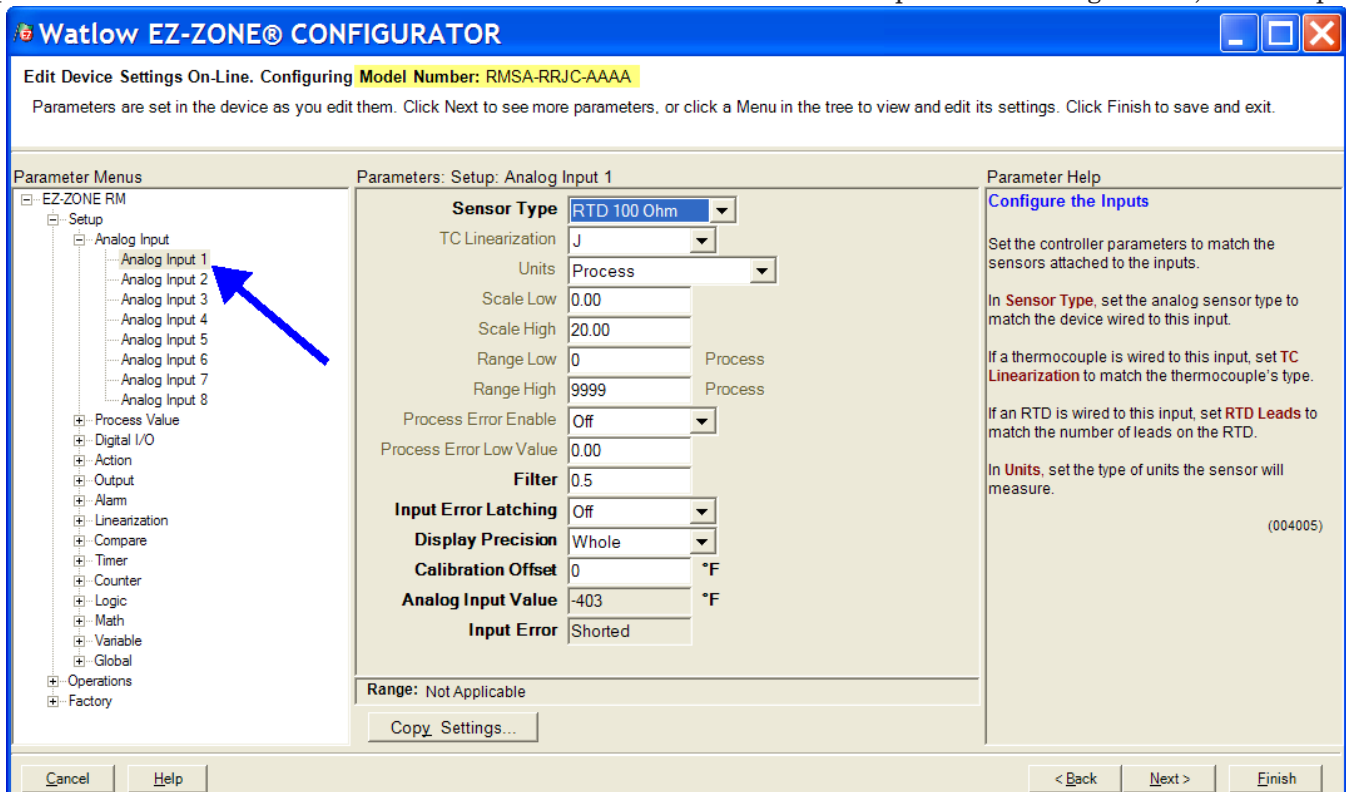 Watlow EZ-ZONE® CONFIGURATOR
Edit Device Settings On-Line. Configuring Model Number: RMSA-RRJC-AAAA
Parameters are set in the device as you edit them. Click Next to see more parameters, or click a Menu in the tree to view and edit its settings. Click Finish to save and exit.
Parameter Menus
EZ-ZONE RM
Setup
Analog Input
Analog Input 1
Analog Input 2
Analog Input 3
Analog Input 4
Analog Input 5
Analog Input 6
Analog Input 7
Analog Input 8
Process Value
Digital I/O
Action
Output
Alarm
Linearization
Compare
Timer
Counter
Logic
Math
Variable
Global
Operations
Factory
Parameters: Setup: Analog Input 1
Sensor Type RTD 100 Ohm
TC Linearization J
Units Process
Scale Low 0.00
Scale High 20.00
Range Low 0 Process
Range High 9999 Process
Process Error Enable Off
Process Error Low Value 0.00
Filter 0.5
Input Error Latching Off
Display Precision Whole
Calibration Offset 0 °F
Analog Input Value -403 °F
Input Error Shorted
Range: Not Applicable
Copy Settings...
Parameter Help
Configure the Inputs
Set the controller parameters to match the
sensors attached to the inputs.
In Sensor Type, set the analog sensor type to
match the device wired to this input.
If a thermocouple is wired to this input, set TC
Linearization to match the thermocouple's type.
If an RTD is wired to this input, set RTD Leads to
match the number of leads on the RTD.
In Units, set the type of units the sensor will
measure.
(004005)
Cancel Help < Back Next > Finish